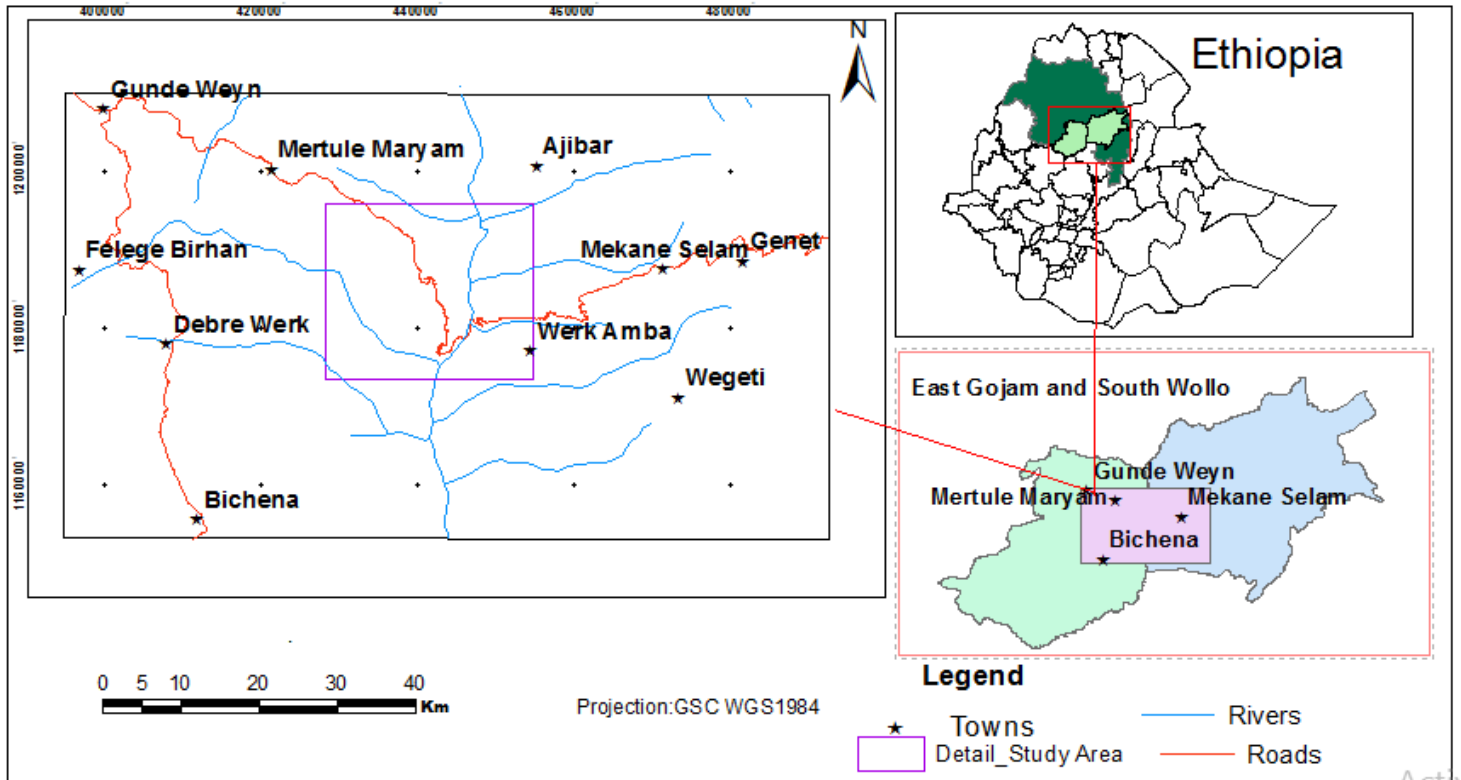 400000 420000 440000 460000 480000
N
Ethiopia
Gunde Weyn
Mertule Maryam
Ajibar
1200000
Felege Birhan
Mekane Selam
Gerret
Debre Werk
Werk Amba
1180000
Wegeti
Bichena
1160000
East Gojam and South Wollo
Gunde Weyn
Mertule Maryam
Mekane Selam
Bichena
0 5 10 20 30 40
Km
Projection:GSC WGS1984
Legend
Towns
Rivers
Detail_Study Area
Roads